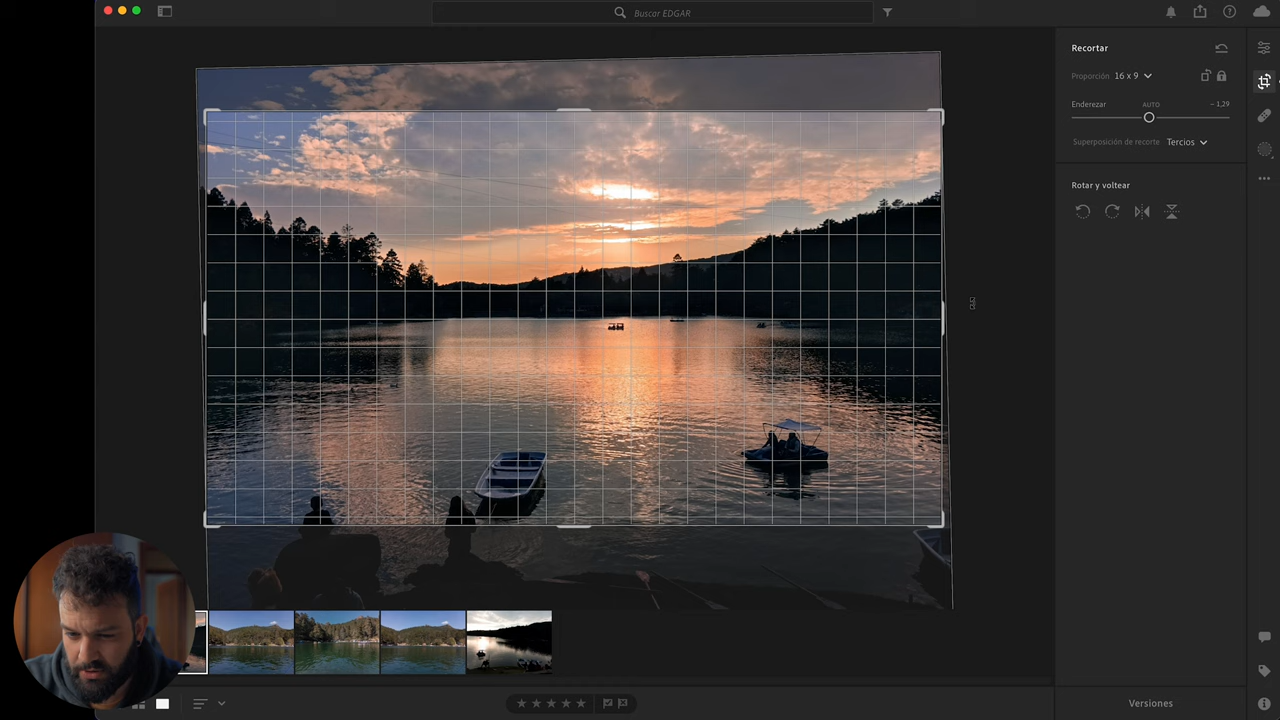 Buscar EDGAR
Recortar
Proporción 16 x 9
Enderezar AUTO – 1,29
Superposición de recorte Tercios
Rotar y voltear
Versiones